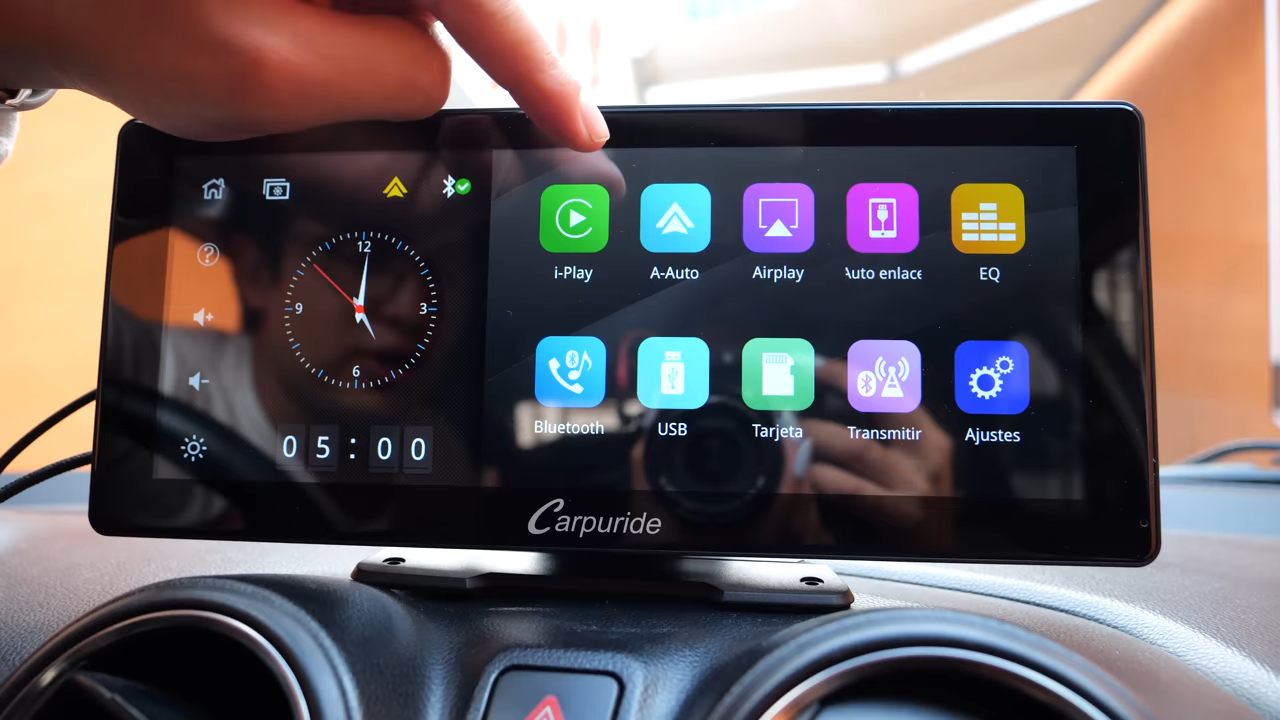 12
3
6
9
05:00
i-Play
A-Auto
Airplay
Auto enlace
EQ
Bluetooth
USB
Tarjeta
Transmitir
Ajustes
Carpuride